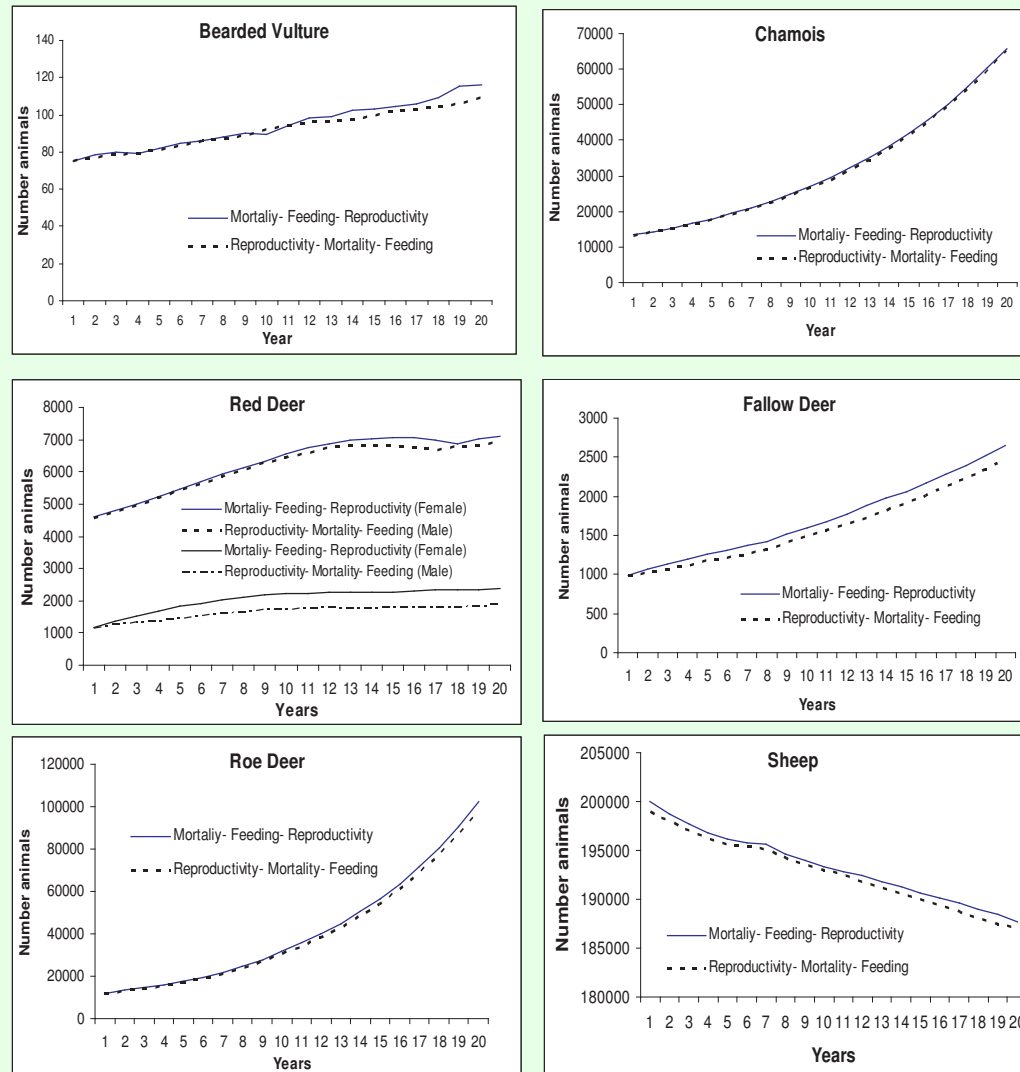 Bearded Vulture
Number animals
140
120
100
80
60
40
20
0
Mortaliy- Feeding- Reproductivity
Reproductivity- Mortality- Feeding
1 2 3 4 5 6 7 8 9 10 11 12 13 14 15 16 17 18 19 20
Year
Chamois
Number animals
70000
60000
50000
40000
30000
20000
10000
0
Mortaliy- Feeding- Reproductivity
Reproductivity- Mortality- Feeding
1 2 3 4 5 6 7 8 9 10 11 12 13 14 15 16 17 18 19 20
Year
Red Deer
Number animals
8000
7000
6000
5000
4000
3000
2000
1000
0
Mortaliy- Feeding- Reproductivity (Female)
Reproductivity- Mortality- Feeding (Male)
Mortaliy- Feeding- Reproductivity (Female)
Reproductivity- Mortality- Feeding (Male)
1 2 3 4 5 6 7 8 9 10 11 12 13 14 15 16 17 18 19 20
Years
Fallow Deer
Number animals
3000
2500
2000
1500
1000
500
0
Mortaliy- Feeding- Reproductivity
Reproductivity- Mortality- Feeding
1 2 3 4 5 6 7 8 9 10 11 12 13 14 15 16 17 18 19 20
Years
Roe Deer
Number animals
120000
100000
80000
60000
40000
20000
0
Mortaliy- Feeding- Reproductivity
Reproductivity- Mortality- Feeding
1 2 3 4 5 6 7 8 9 10 11 12 13 14 15 16 17 18 19 20
Years
Sheep
Number animals
205000
200000
195000
190000
185000
180000
Mortaliy- Feeding- Reproductivity
Reproductivity- Mortality- Feeding
1 2 3 4 5 6 7 8 9 10 11 12 13 14 15 16 17 18 19 20
Years